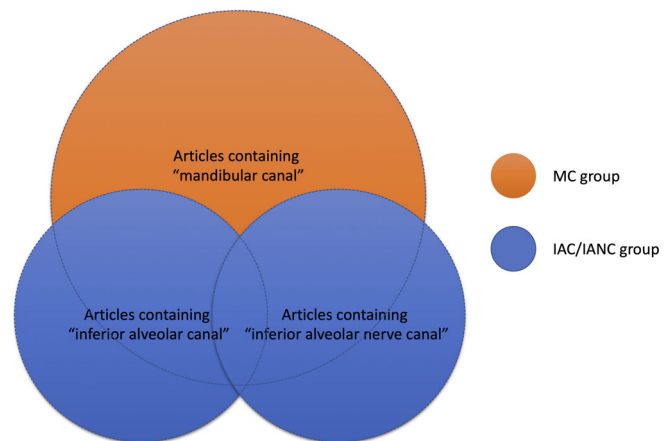 Articles containing
“mandibular canal”
MC group
IAC/IANC group
Articles containing
“inferior alveolar canal”
Articles containing
“inferior alveolar nerve canal”